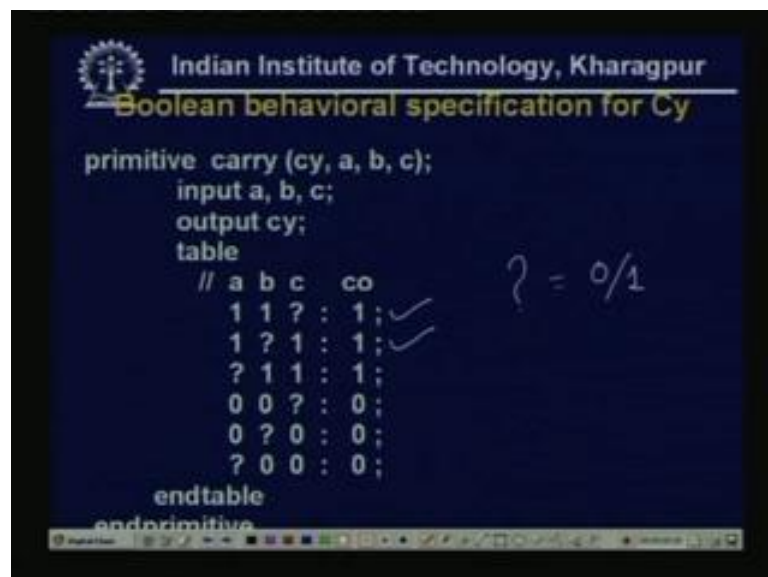 Indian Institute of Technology, Kharagpur
Boolean behavioral specification for Cy
primitive carry (cy, a, b, c);
input a, b, c;
output cy;
table
// a b c co
1 1 ? : 1 ;
1 ? 1 : 1 ;
? 1 1 : 1 ;
0 0 ? : 0 ;
0 ? 0 : 0 ;
? 0 0 : 0 ;
endtable
endprimitive
? = 0/1